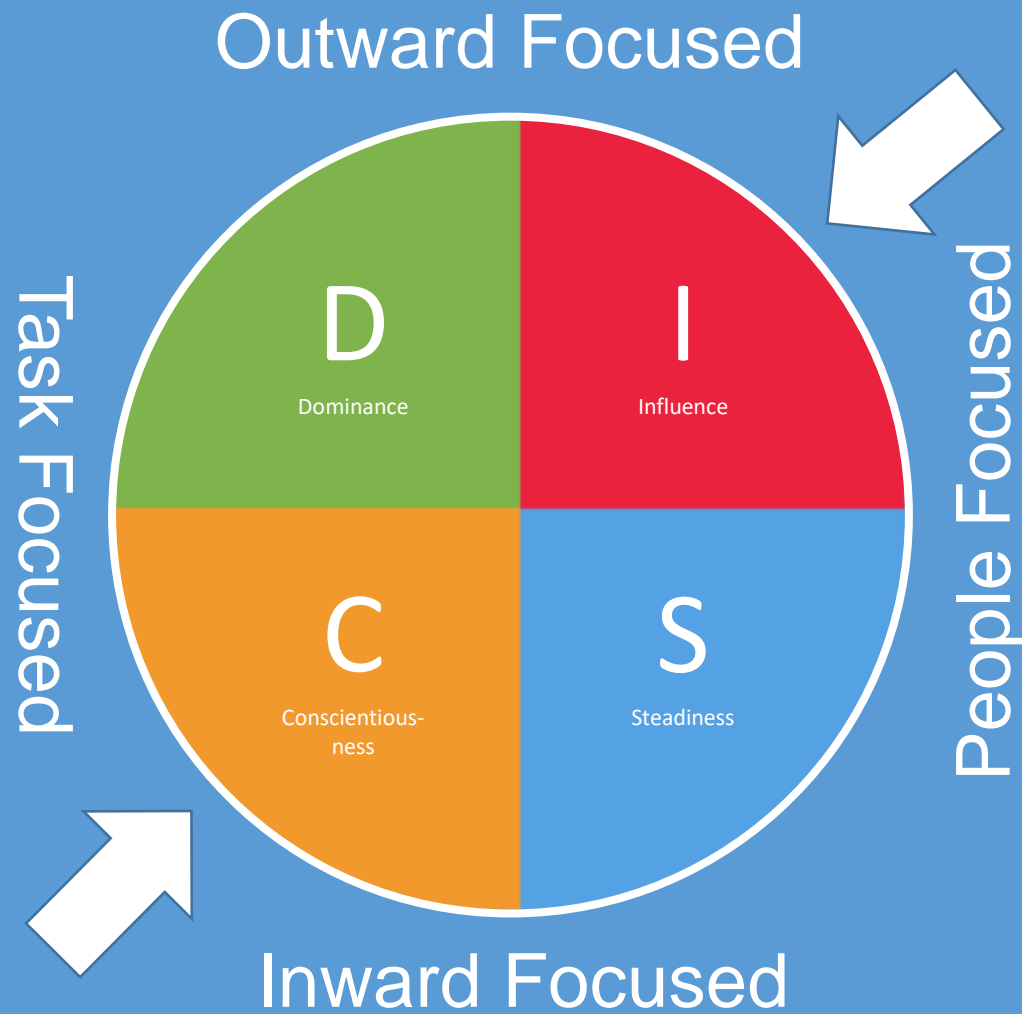 Outward Focused
Task Focused
People Focused
D
Dominance
I
Influence
C
Conscientious-
ness
S
Steadiness
Inward Focused